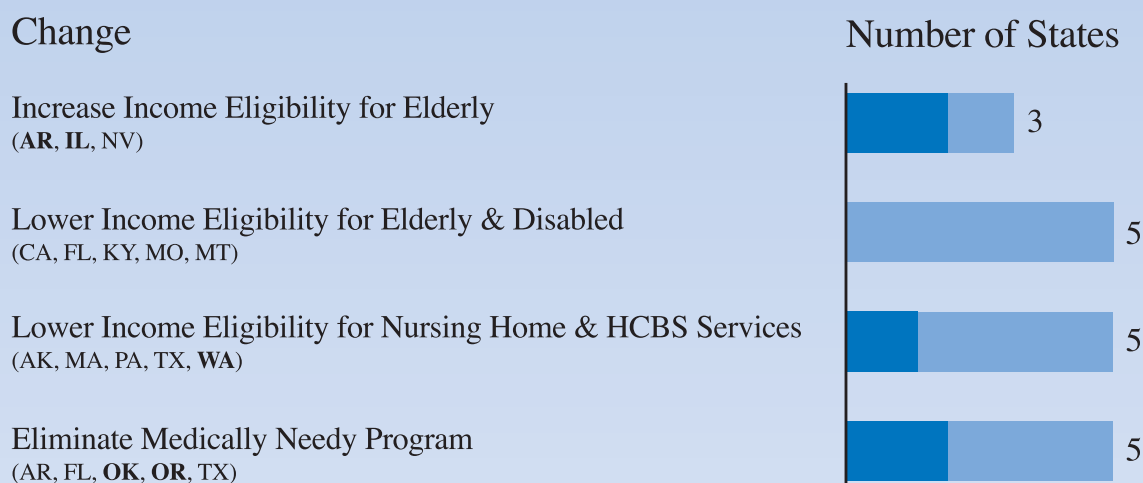 Change
Number of States
Increase Income Eligibility for Elderly
(AR, IL, NV)
3
Lower Income Eligibility for Elderly & Disabled
(CA, FL, KY, MO, MT)
5
Lower Income Eligibility for Nursing Home & HCBS Services
(AK, MA, PA, TX, WA)
5
Eliminate Medically Needy Program
(AR, FL, OK, OR, TX)
5